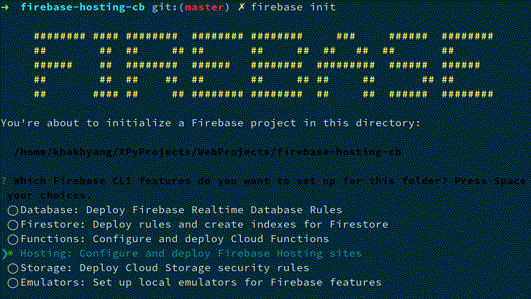 ➜ firebase-hosting-cb git:(master) ✗ firebase init
FIREBASE
You're about to initialize a Firebase project in this directory:
/home/khakhyang/XPyProjects/WebProjects/firebase-hosting-cb
? Which Firebase CLI features do you want to set up for this folder? Press Space
your choices.
◯Database: Deploy Firebase Realtime Database Rules
◯Firestore: Deploy rules and create indexes for Firestore
◯Functions: Configure and deploy Cloud Functions
❯* Hosting: Configure and deploy Firebase Hosting sites
◯Storage: Deploy Cloud Storage security rules
◯Emulators: Set up local emulators for Firebase features